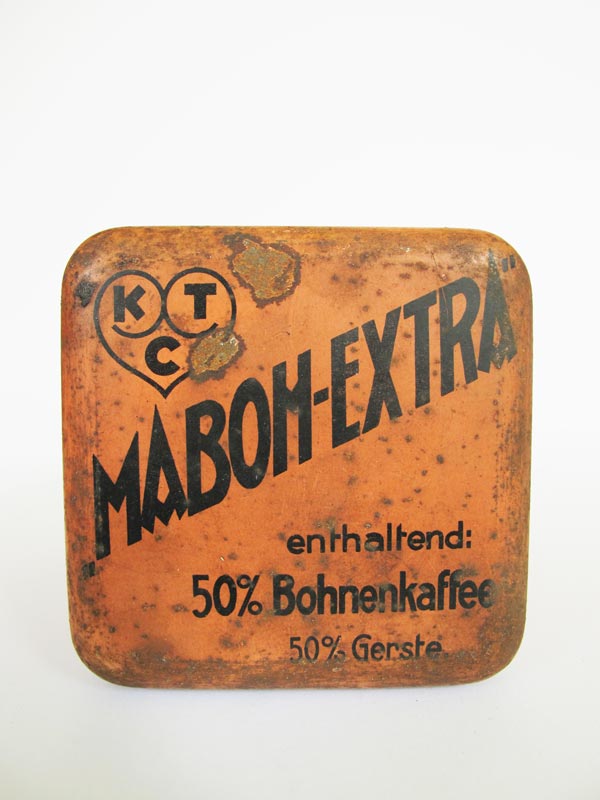 K T
C
„MABOH-EXTRA"
enthaltend:
50% Bohnenkaffee
50% Gerste